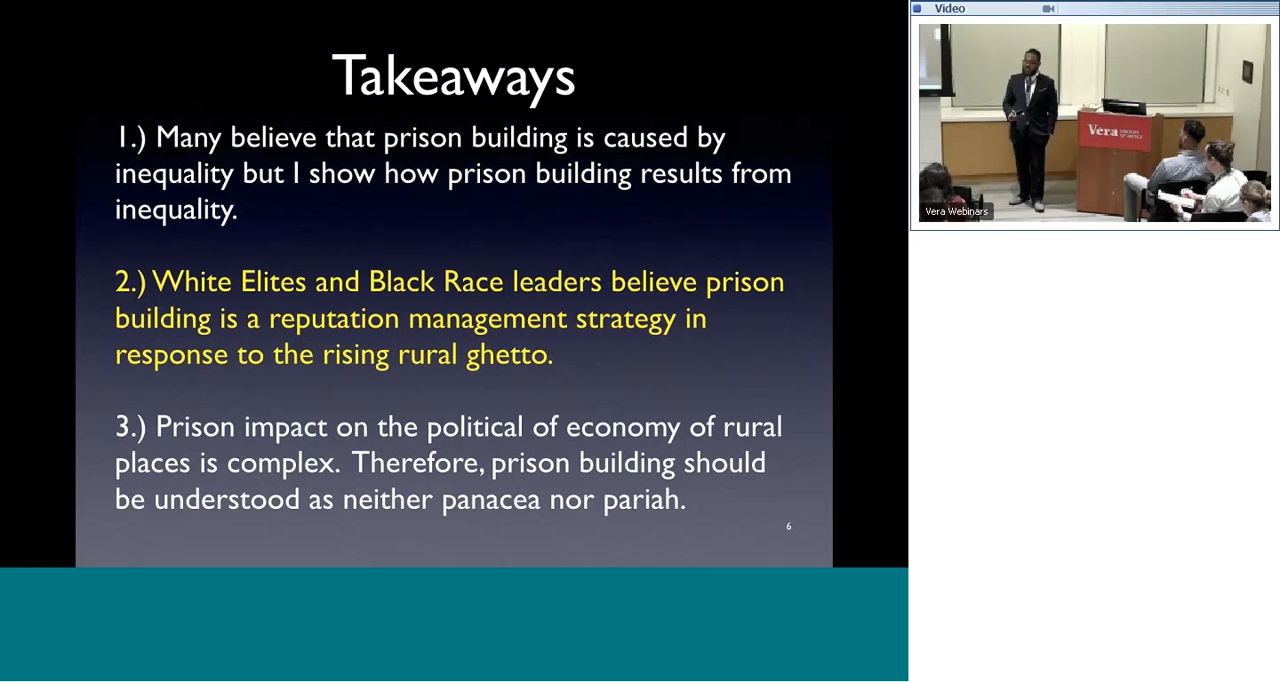 Takeaways
1.) Many believe that prison building is caused by
inequality but I show how prison building results from
inequality.
2.) White Elites and Black Race leaders believe prison
building is a reputation management strategy in
response to the rising rural ghetto.
3.) Prison impact on the political of economy of rural
places is complex. Therefore, prison building should
be understood as neither panacea nor pariah.
6
Video
Vera
Vera Webinars